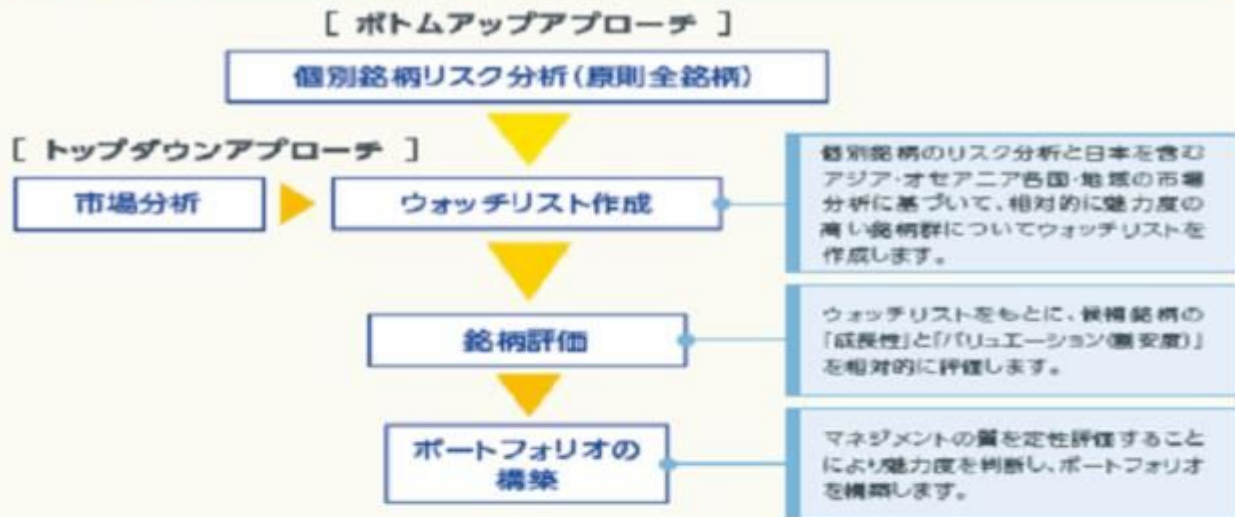 [ ボトムアップアプローチ ]
個別銘柄リスク分析(原則全銘柄)
[ トップダウンアプローチ ]
市場分析
ウォッチリスト作成
個別銘柄のリスク分析と日本を含む
アジア・オセアニア各国・地域の市場
分析に基づいて、相対的に魅力度の
高い銘柄群についてウォッチリストを
作成します。
銘柄評価
ウォッチリストをもとに、候補銘柄の
「成長性」と「バリュエーション(割安度)」
を相対的に評価します。
ポートフォリオの
構築
マネジメントの質を定性評価すること
により魅力度を判断し、ポートフォリオ
を構築します。